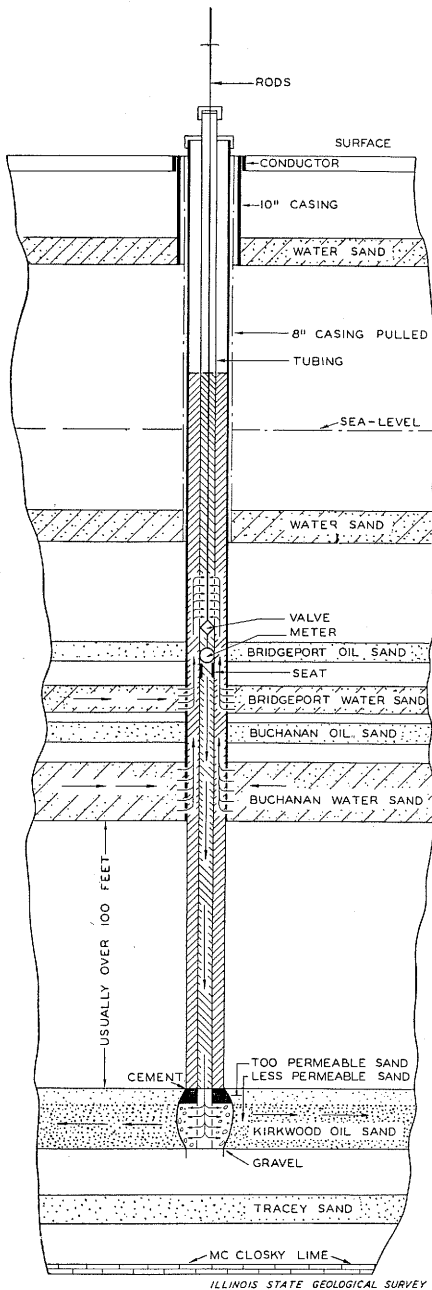 RODS
SURFACE
CONDUCTOR
10" CASING
WATER SAND
8" CASING PULLED
TUBING
SEA-LEVEL
WATER SAND
VALVE
METER
BRIDGEPORT OIL SAND
SEAT
BRIDGEPORT WATER SAND
BUCHANAN OIL SAND
BUCHANAN WATER SAND
USUALLY OVER 100 FEET
TOO PERMEABLE SAND
CEMENT
LESS PERMEABLE SAND
KIRKWOOD OIL SAND
GRAVEL
TRACEY SAND
MC CLOSKY LIME
ILLINOIS STATE GEOLOGICAL SURVEY